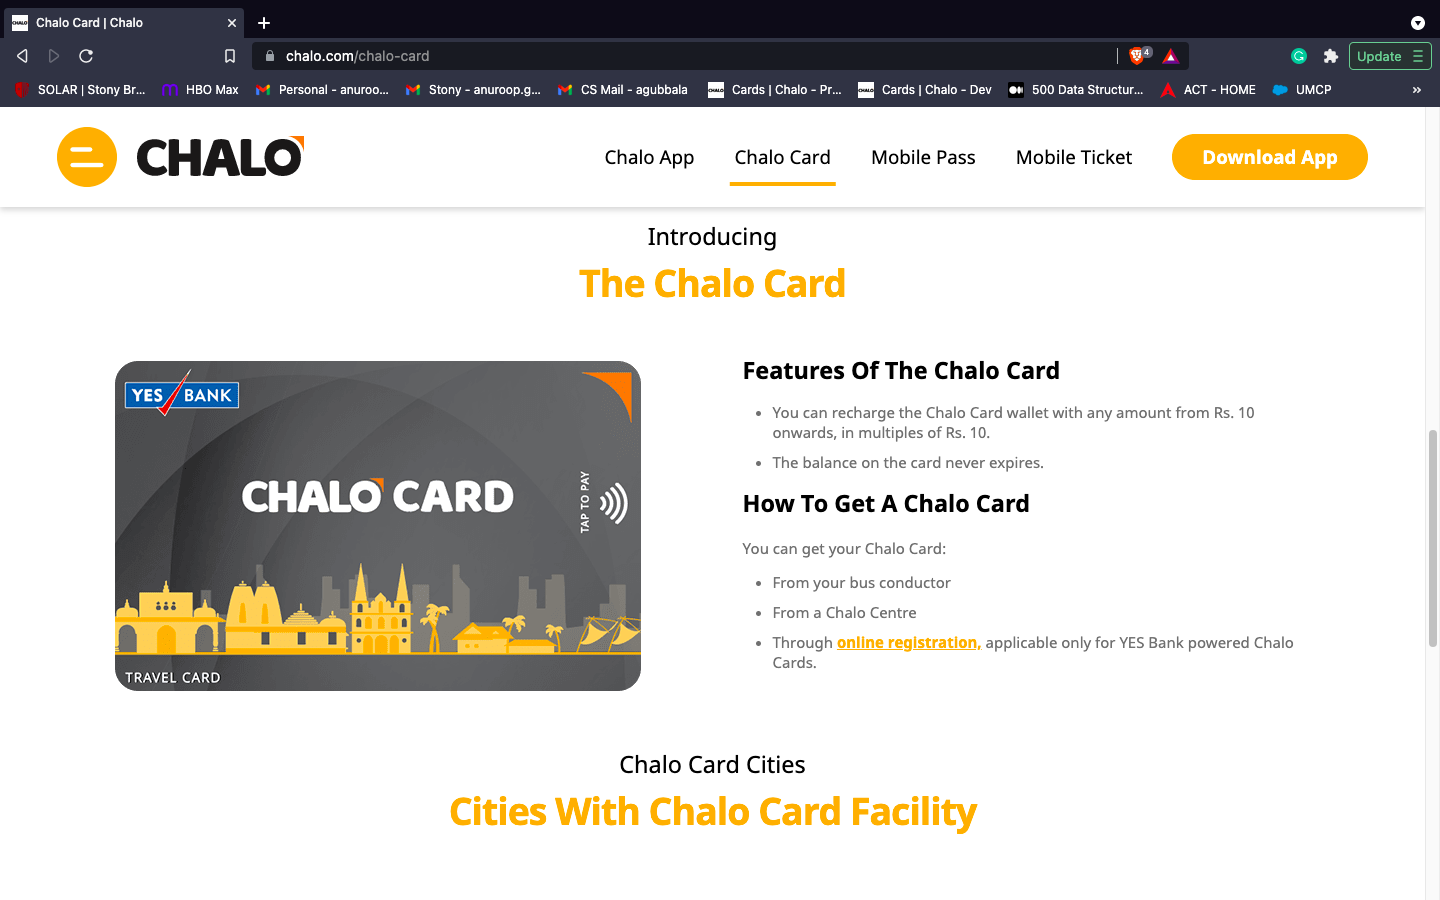 CHALO Chalo Card | Chalo
chalo.com/chalo-card
4
Update
SOLAR | Stony Br... HBO Max Personal - anuroo... Stony - anuroop.g... CS Mail - agubbala CHALO Cards | Chalo - Pr... CHALO Cards | Chalo - Dev 500 Data Structur... ACT - HOME UMCP »
CHALO Chalo App Chalo Card Mobile Pass Mobile Ticket Download App
Introducing
The Chalo Card
YES BANK
CHALO CARD
TAP TO PAY
TRAVEL CARD
Features Of The Chalo Card
• You can recharge the Chalo Card wallet with any amount from Rs. 10
onwards, in multiples of Rs. 10.
• The balance on the card never expires.
How To Get A Chalo Card
You can get your Chalo Card:
• From your bus conductor
• From a Chalo Centre
• Through online registration, applicable only for YES Bank powered Chalo
Cards.
Chalo Card Cities
Cities With Chalo Card Facility